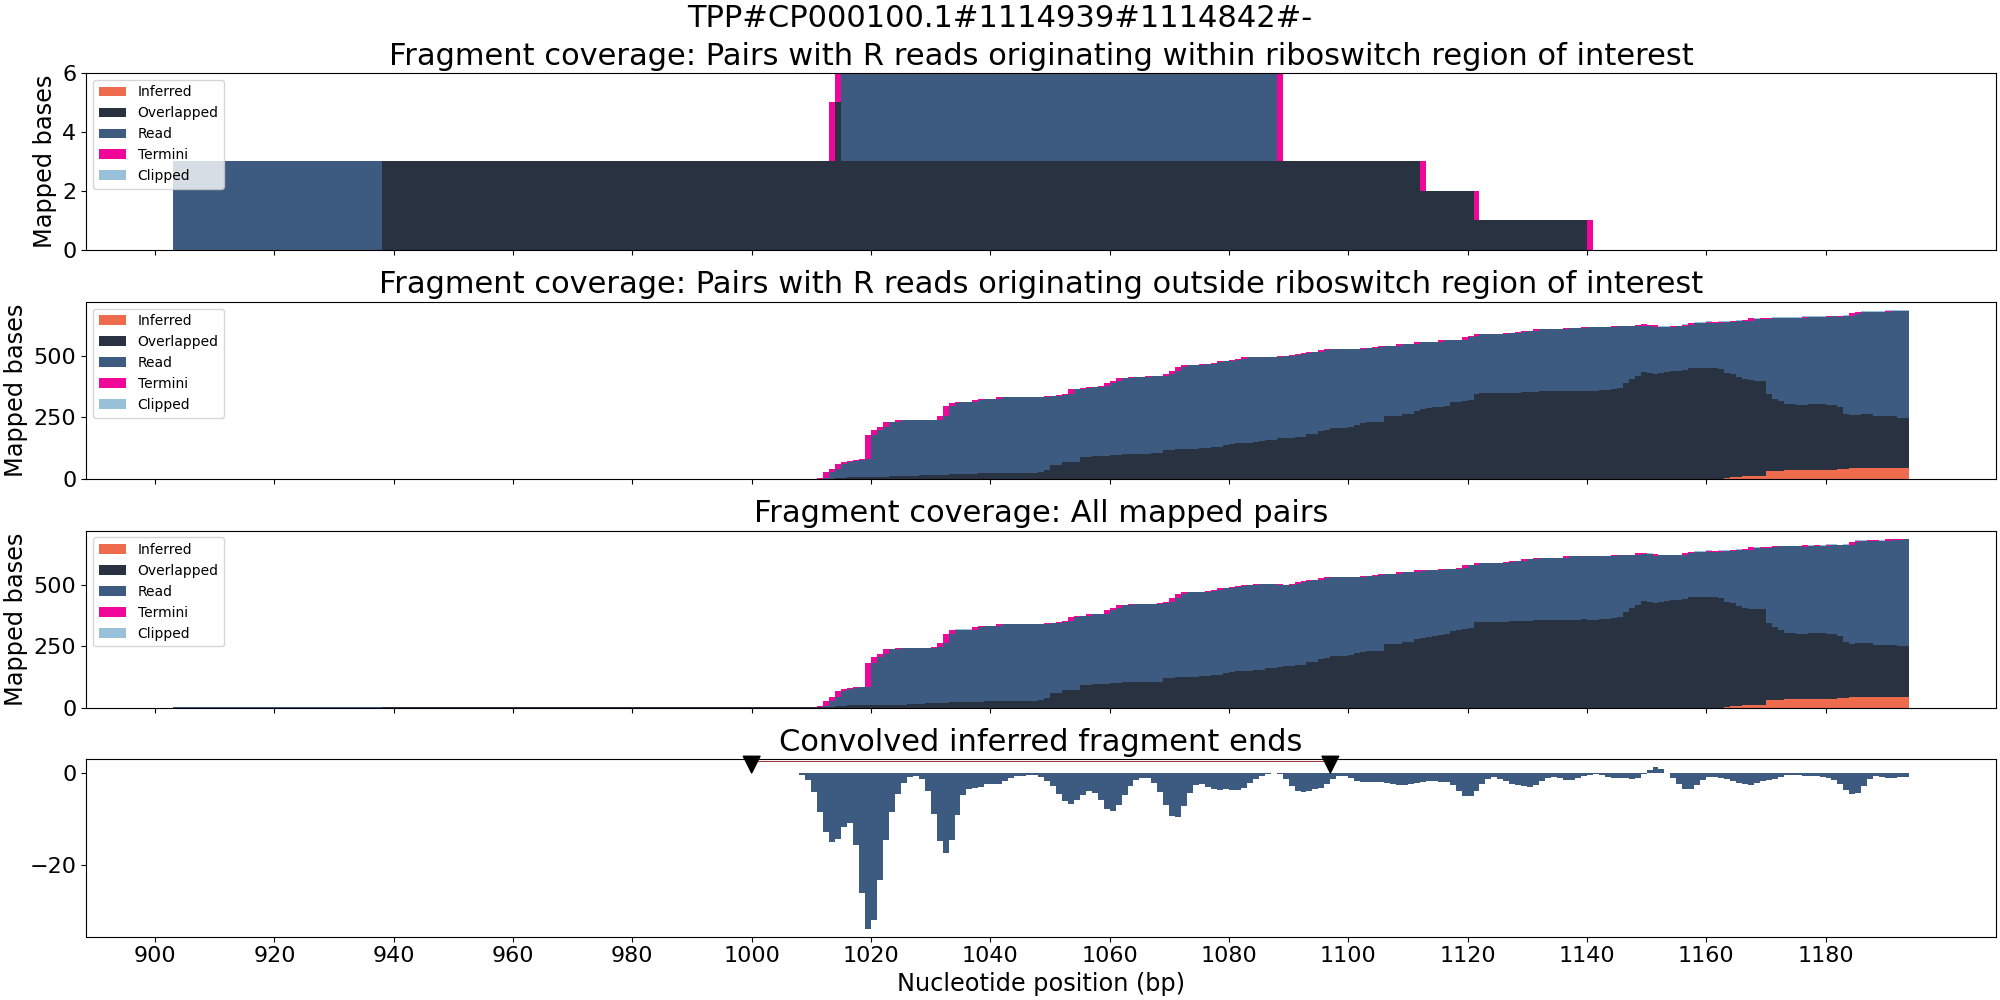 TPP#CP000100.1#1114939#1114842#-
Fragment coverage: Pairs with R reads originating within riboswitch region of interest
Mapped bases
6
4
2
0
Inferred
Overlapped
Read
Termini
Clipped
Fragment coverage: Pairs with R reads originating outside riboswitch region of interest
Mapped bases
500
250
0
Inferred
Overlapped
Read
Termini
Clipped
Fragment coverage: All mapped pairs
Mapped bases
500
250
0
Inferred
Overlapped
Read
Termini
Clipped
Convolved inferred fragment ends
0
−20
900 920 940 960 980 1000 1020 1040 1060 1080 1100 1120 1140 1160 1180
Nucleotide position (bp)